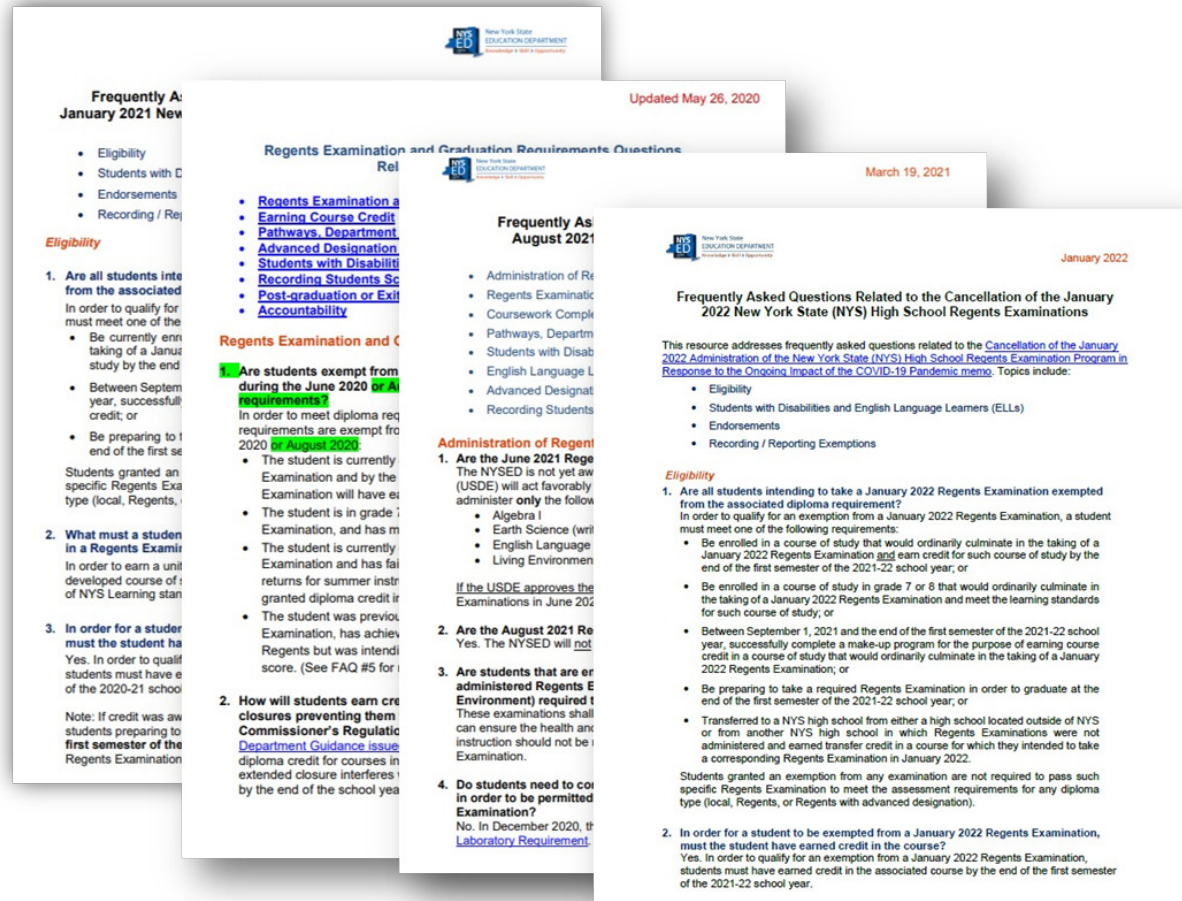 New York State
EDUCATION DEPARTMENT
Knowledge > Skill > Opportunity
Frequently As
January 2021 New
• Eligibility
• Students with D
• Endorsements
• Recording / Rep
Eligibility
1. Are all students inte
from the associated
In order to qualify for
must meet one of the
• Be currently enro
taking of a Janua
study by the end
• Between Septem
year, successfully
credit; or
• Be preparing to t
end of the first se
Students granted an
specific Regents Exa
type (local, Regents,
2. What must a studen
in a Regents Examin
In order to earn a unit
developed course of s
of NYS Learning stan
3. In order for a studen
must the student ha
Yes. In order to qualif
students must have e
of the 2020-21 school
Note: If credit was aw
students preparing to
first semester of the
Regents Examination
Updated May 26, 2020
Regents Examination and Graduation Requirements Questions
Rel
• Regents Examination a
• Earning Course Credit
• Pathways, Department
• Advanced Designation
• Students with Disabiliti
• Recording Students Sc
• Post-graduation or Exit
• Accountability
Regents Examination and G
1. Are students exempt from
during the June 2020 or Au
requirements?
In order to meet diploma req
requirements are exempt fro
2020 or August 2020:
• The student is currently
Examination and by the
Examination will have ea
• The student is in grade 7
Examination, and has m
• The student is currently
Examination and has fai
returns for summer instr
granted diploma credit in
• The student was previou
Examination, has achiev
Regents but was intendi
score. (See FAQ #5 for
2. How will students earn cre
closures preventing them
Commissioner's Regulatio
Department Guidance issue
diploma credit for courses in
extended closure interferes
by the end of the school yea
New York State
EDUCATION DEPARTMENT
Knowledge > Skill > Opportunity
March 19, 2021
Frequently As
August 2021
• Administration of Re
• Regents Examinatio
• Coursework Comple
• Pathways, Departm
• Students with Disab
• English Language L
• Advanced Designat
• Recording Students
Administration of Regent
1. Are the June 2021 Rege
The NYSED is not yet aw
(USDE) will act favorably
administer only the follow
• Algebra I
• Earth Science (writ
• English Language
• Living Environmen
If the USDE approves the
Examinations in June 202
2. Are the August 2021 Re
Yes. The NYSED will not
3. Are students that are en
administered Regents E
Environment) required t
These examinations shall
can ensure the health and
instruction should not be
Examination.
4. Do students need to co
in order to be permitted
Examination?
No. In December 2020, th
Laboratory Requirement.
NYS
ED
New York State
EDUCATION DEPARTMENT
Knowledge > Skill > Opportunity
January 2022
Frequently Asked Questions Related to the Cancellation of the January
2022 New York State (NYS) High School Regents Examinations
This resource addresses frequently asked questions related to the Cancellation of the January
2022 Administration of the New York State (NYS) High School Regents Examination Program in
Response to the Ongoing Impact of the COVID-19 Pandemic memo. Topics include:
• Eligibility
• Students with Disabilities and English Language Learners (ELLs)
• Endorsements
• Recording / Reporting Exemptions
Eligibility
1. Are all students intending to take a January 2022 Regents Examination exempted
from the associated diploma requirement?
In order to qualify for an exemption from a January 2022 Regents Examination, a student
must meet one of the following requirements:
• Be enrolled in a course of study that would ordinarily culminate in the taking of a
January 2022 Regents Examination and earn credit for such course of study by the
end of the first semester of the 2021-22 school year; or
• Be enrolled in a course of study in grade 7 or 8 that would ordinarily culminate in
the taking of a January 2022 Regents Examination and meet the learning standards
for such course of study; or
• Between September 1, 2021 and the end of the first semester of the 2021-22 school
year, successfully complete a make-up program for the purpose of earning course
credit in a course of study that would ordinarily culminate in the taking of a January
2022 Regents Examination; or
• Be preparing to take a required Regents Examination in order to graduate at the
end of the first semester of the 2021-22 school year; or
• Transferred to a NYS high school from either a high school located outside of NYS
or from another NYS high school in which Regents Examinations were not
administered and earned transfer credit in a course for which they intended to take
a corresponding Regents Examination in January 2022.
Students granted an exemption from any examination are not required to pass such
specific Regents Examination to meet the assessment requirements for any diploma
type (local, Regents, or Regents with advanced designation).
2. In order for a student to be exempted from a January 2022 Regents Examination,
must the student have earned credit in the course?
Yes. In order to qualify for an exemption from a January 2022 Regents Examination,
students must have earned credit in the associated course by the end of the first semester
of the 2021-22 school year.